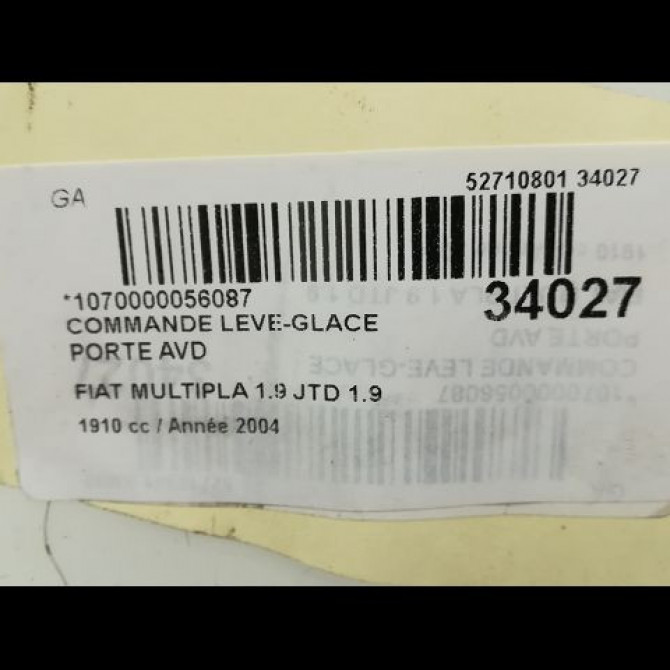 GA
52710801 34027
*1070000056087
34027
COMMANDE LEVE-GLACE
PORTE AVD
FIAT MULTIPLA 1.9 JTD 1.9
1910 cc / Année 2004